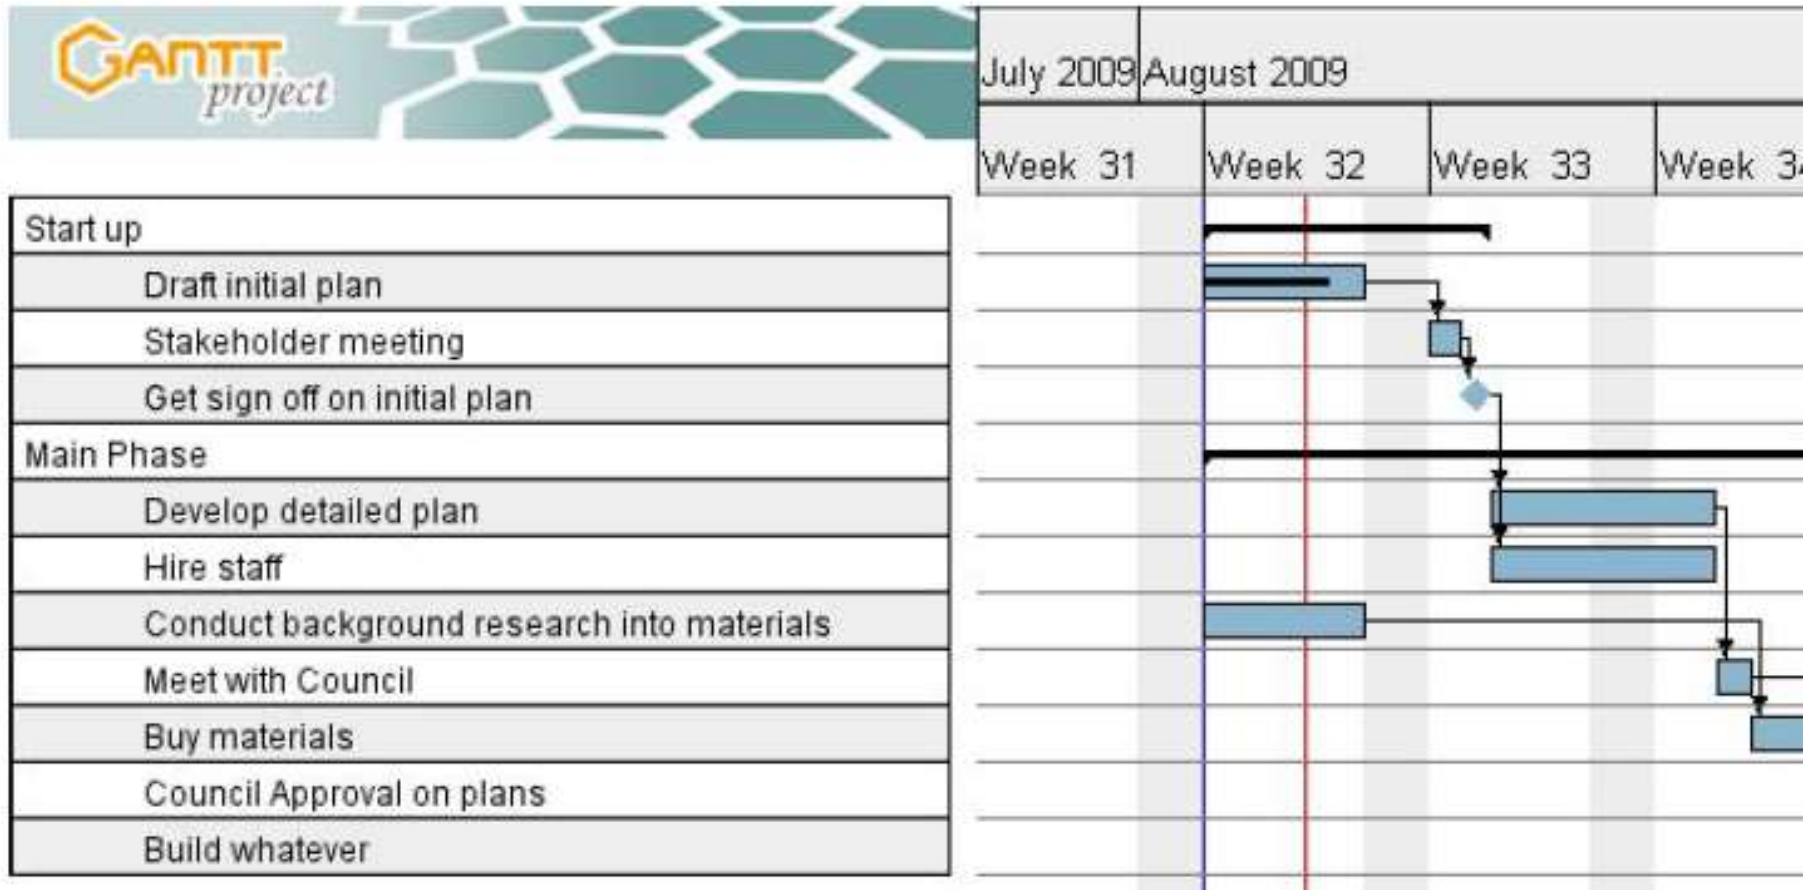 GANTT
project
July 2009 August 2009
Week 31 Week 32 Week 33 Week 34
Start up
Draft initial plan
Stakeholder meeting
Get sign off on initial plan
Main Phase
Develop detailed plan
Hire staff
Conduct background research into materials
Meet with Council
Buy materials
Council Approval on plans
Build whatever